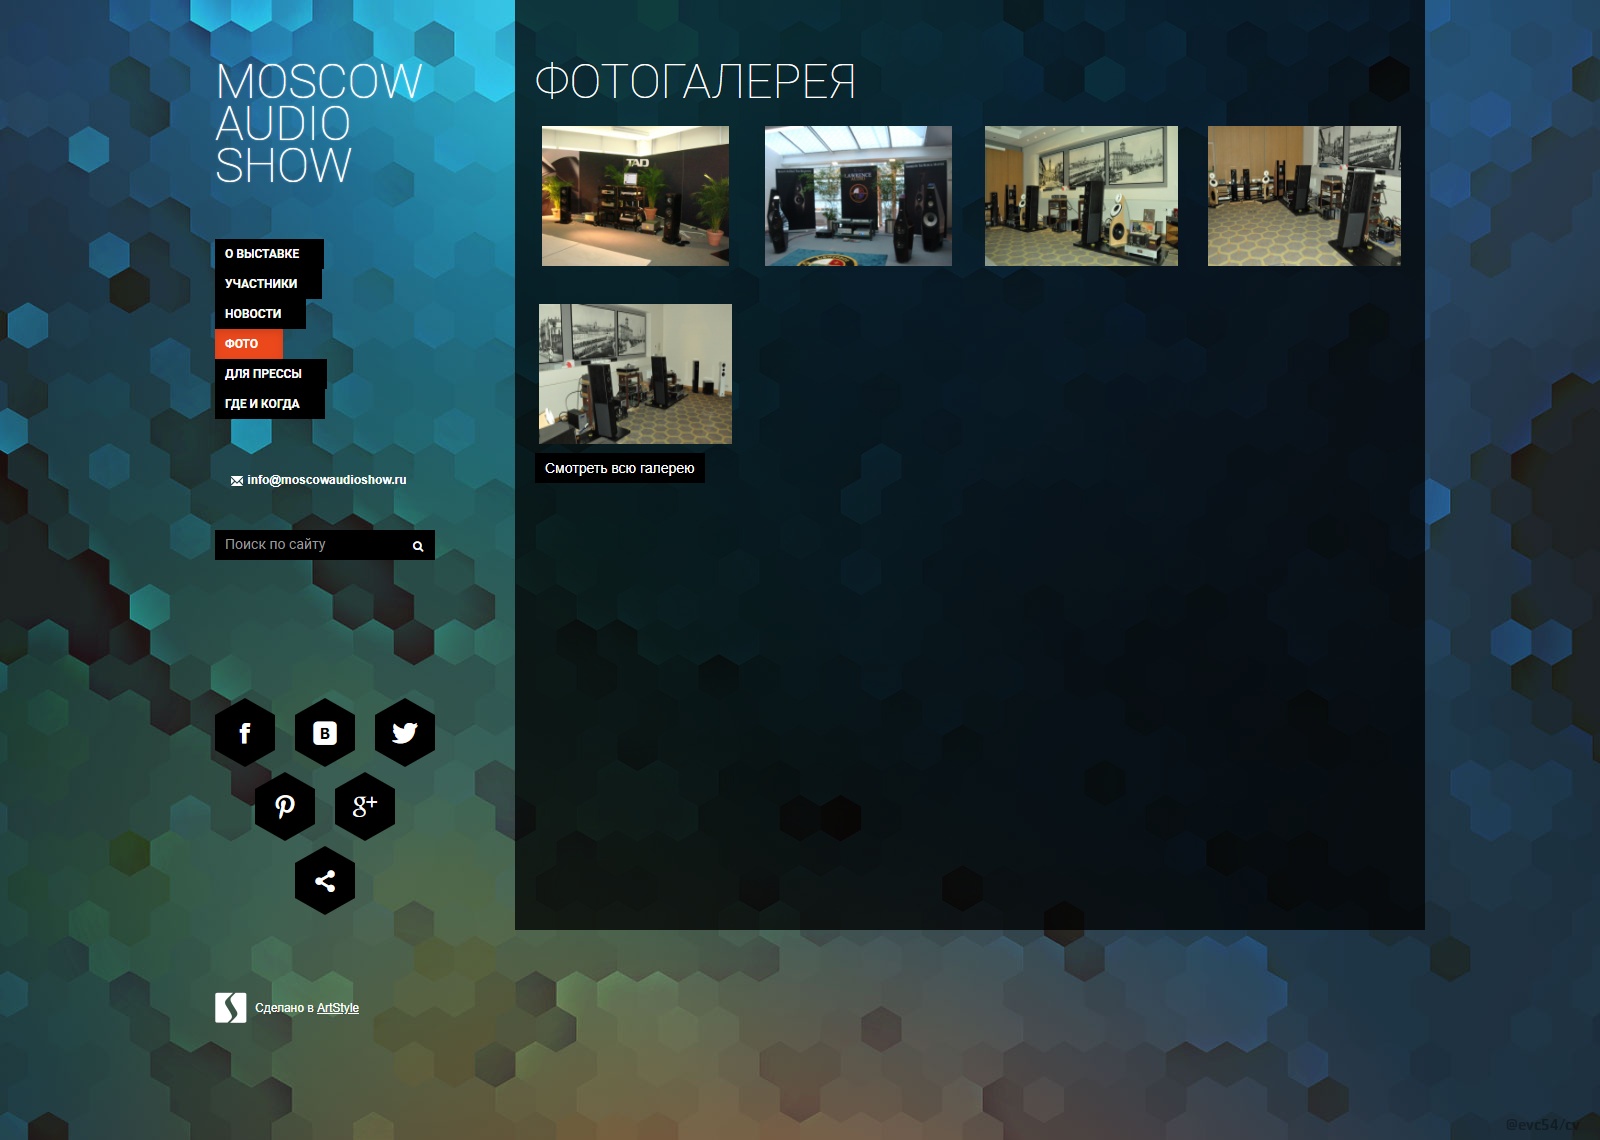 MOSCOW
AUDIO
SHOW
О ВЫСТАВКЕ
УЧАСТНИКИ
НОВОСТИ
ФОТО
ДЛЯ ПРЕССЫ
ГДЕ И КОГДА
info@moscowaudioshow.ru
Поиск по сайту
f
B
g+
Сделано в ArtStyle
ФОТОГАЛЕРЕЯ
TAD
LAWRENCE
Смотреть всю галерею
@evc54/cv